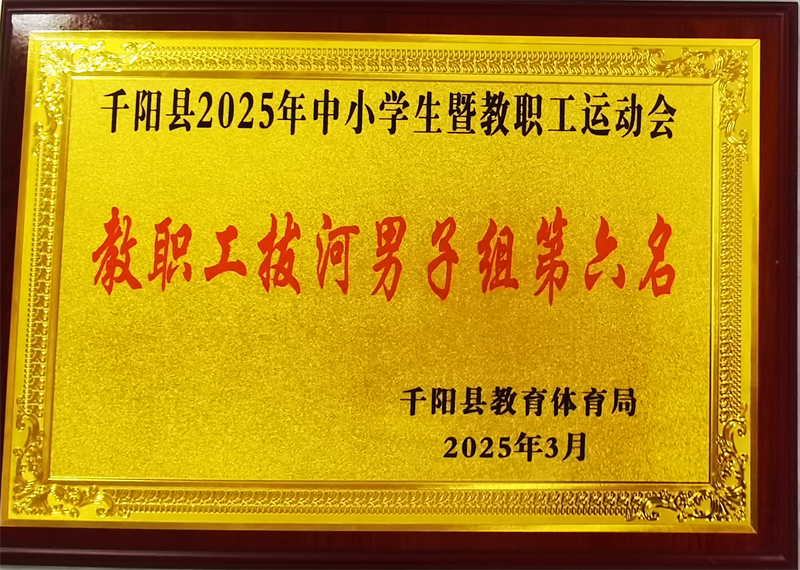 千阳县2025年中小学生暨教职工运动会
教职工拔河男子组第六名
千阳县教育体育局
2025年3月